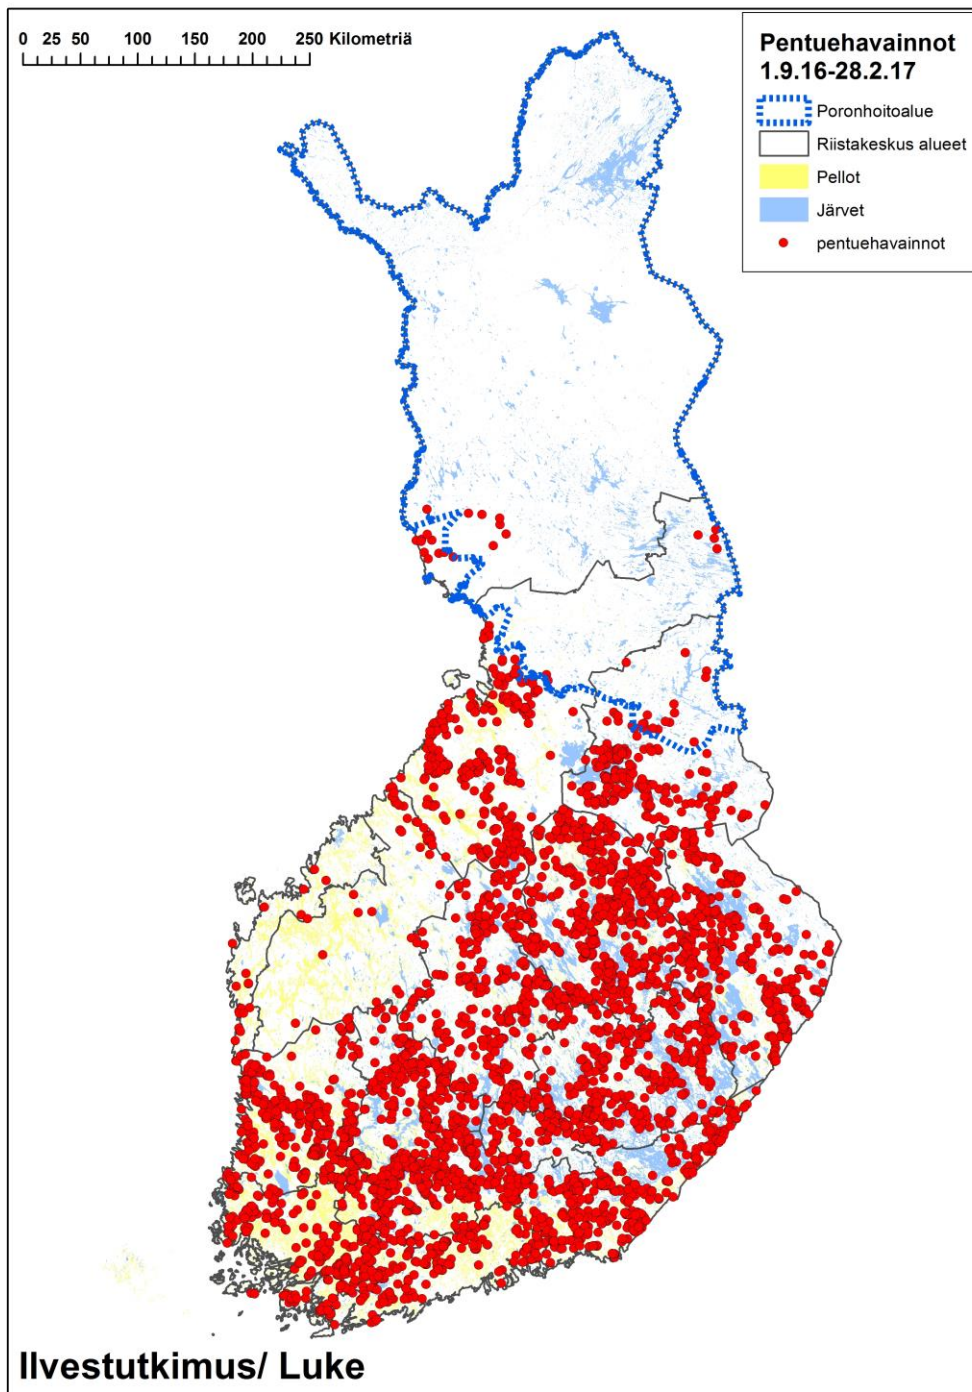 0 25 50 100 150 200 250 Kilometriä
Pentuehavainnot
1.9.16-28.2.17
Poronhoitoalue
Riistakeskus alueet
Pellot
Järvet
pentuehavainnot
Ilvestutkimus/ Luke